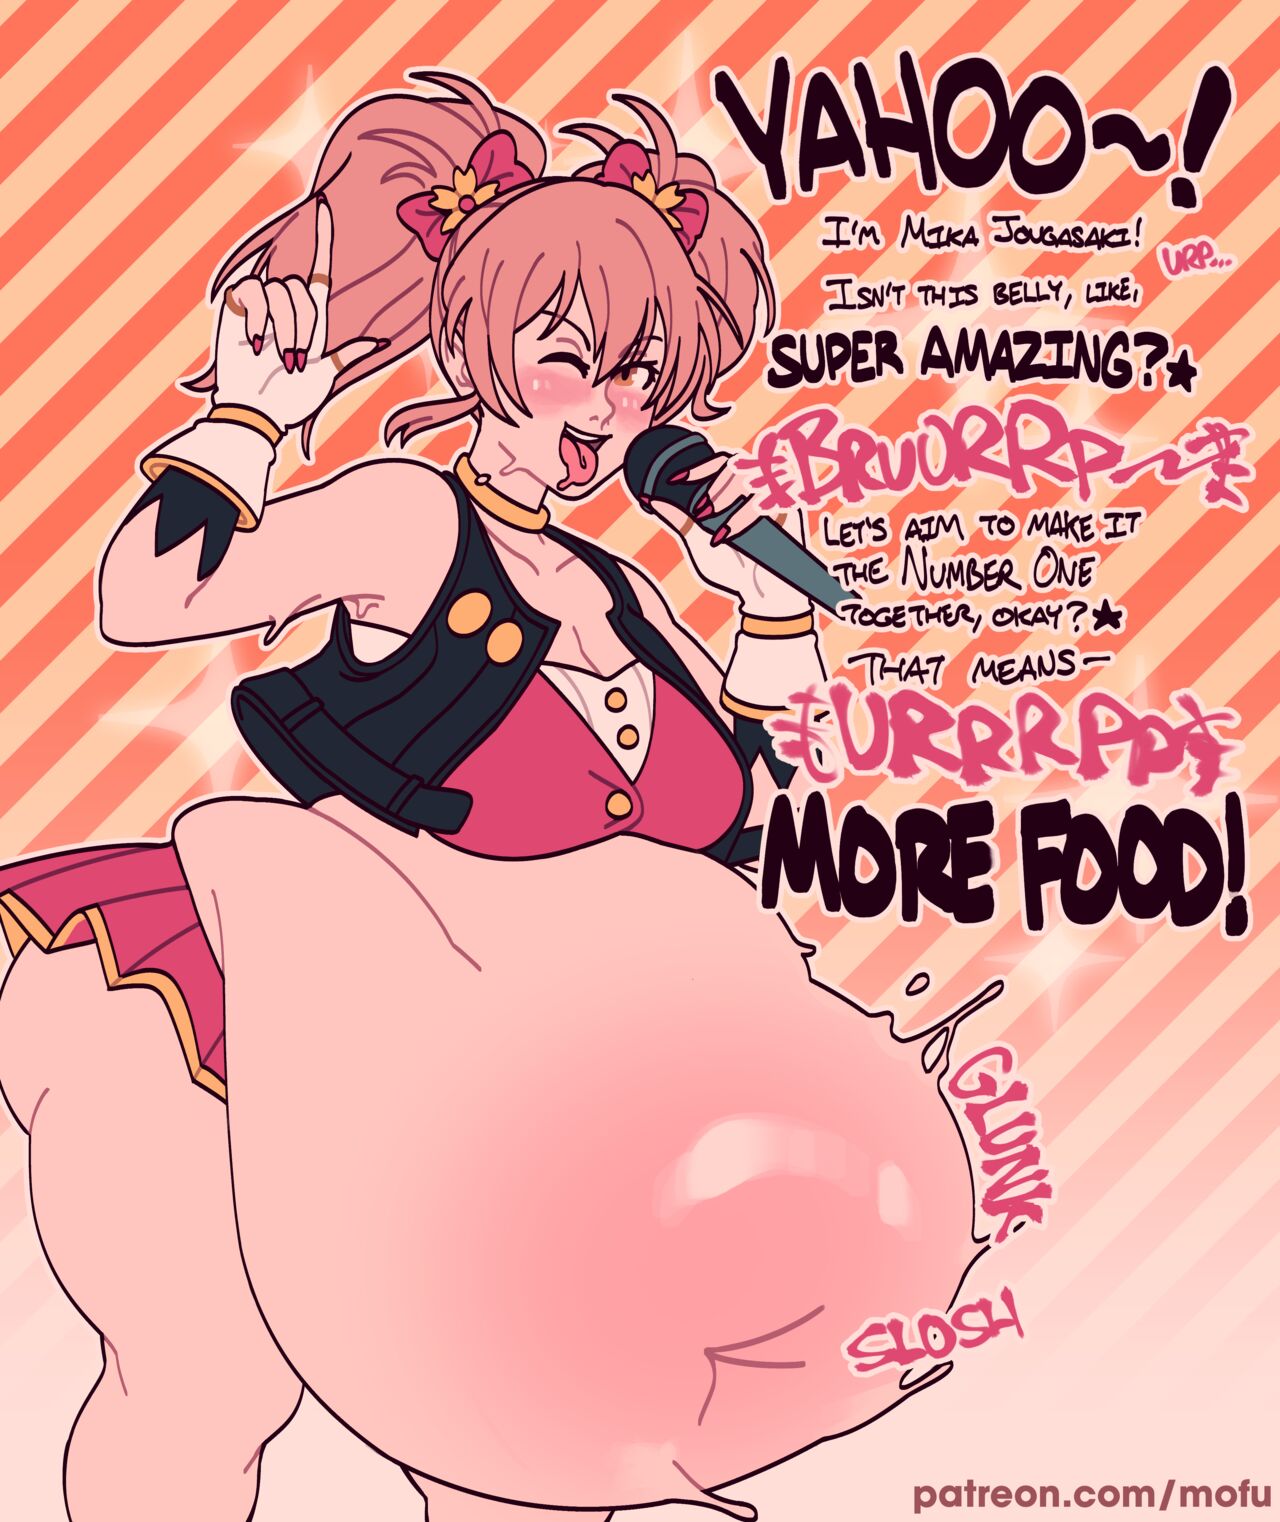 YAHOO~!
I'M MIKA JOUGASAKI!
URP...
ISN'T THIS BELLY, LIKE,
SUPER AMAZING?★
BRUORRP~
LET'S AIM TO MAKE IT
THE NUMBER ONE
TOGETHER, OKAY?★
THAT MEANS—
URRRPP
MORE FOOD!
GLUNK
SLOSH
patreon.com/mofu